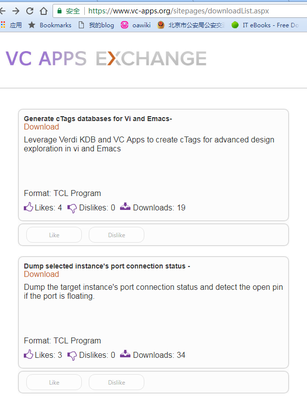 安全 | https://www.vc-apps.org/sitepages/downloadList.aspx
应用 Bookmarks 我的blog oawiki 北京市公安局公安交 IT eBooks - Free Do
VC APPS EXCHANGE
Generate cTags databases for Vi and Emacs-
Download
Leverage Verdi KDB and VC Apps to create cTags for advanced design
exploration in vi and Emacs
Format: TCL Program
Likes: 4 Dislikes: 0 Downloads: 19
Like Dislike
Dump selected instance's port connection status -
Download
Dump the target instance's port connection status and detect the open pin
if the port is floating.
Format: TCL Program
Likes: 3 Dislikes: 0 Downloads: 34
Like Dislike